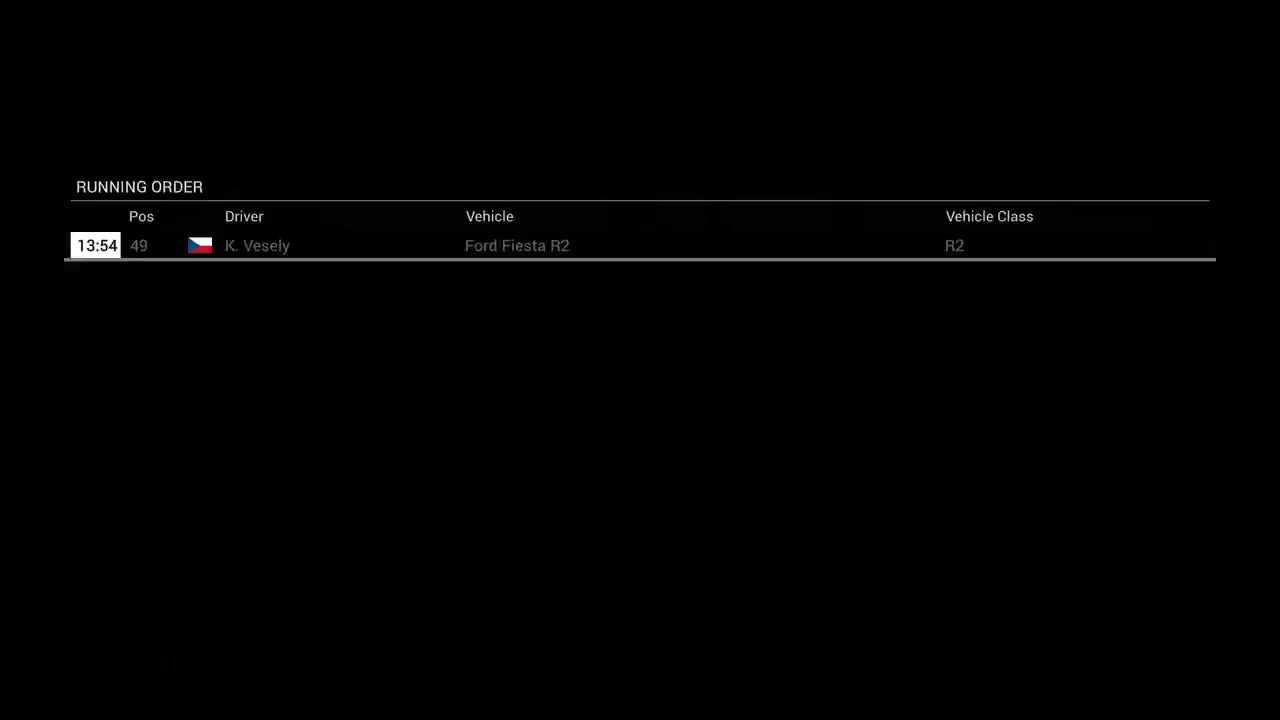 RUNNING ORDER
Pos Driver Vehicle Vehicle Class
13:54 49 K. Vesely Ford Fiesta R2 R2